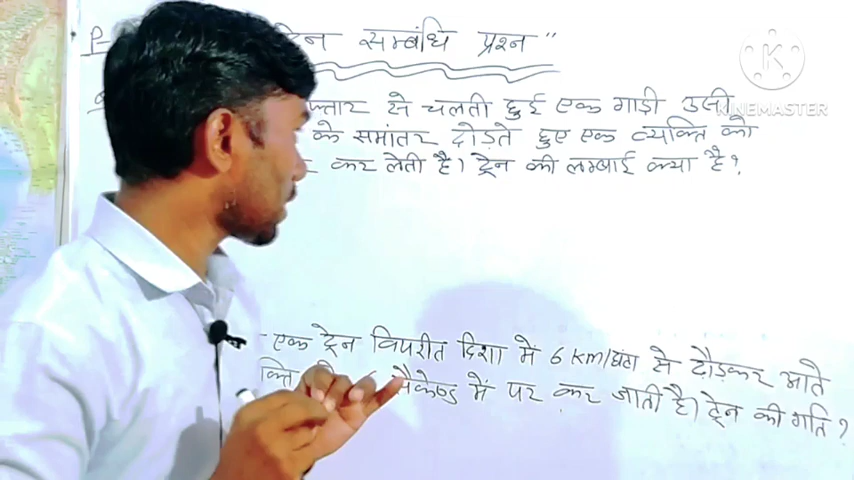 ट्रेन सम्बंधि प्रश्न"
से चलती हुई एक गाड़ी उसी
KINEMASTER
के समांतर दोड़ते हुए एक व्यक्ति को
कर लेती है। ट्रेन की लम्बाई क्या है?
- एक ट्रेन विपरीत दिशा में 6 Km/घंटा से दौड़कर आते
सैकेण्ड में पर कर जाती है। ट्रेन की गति?